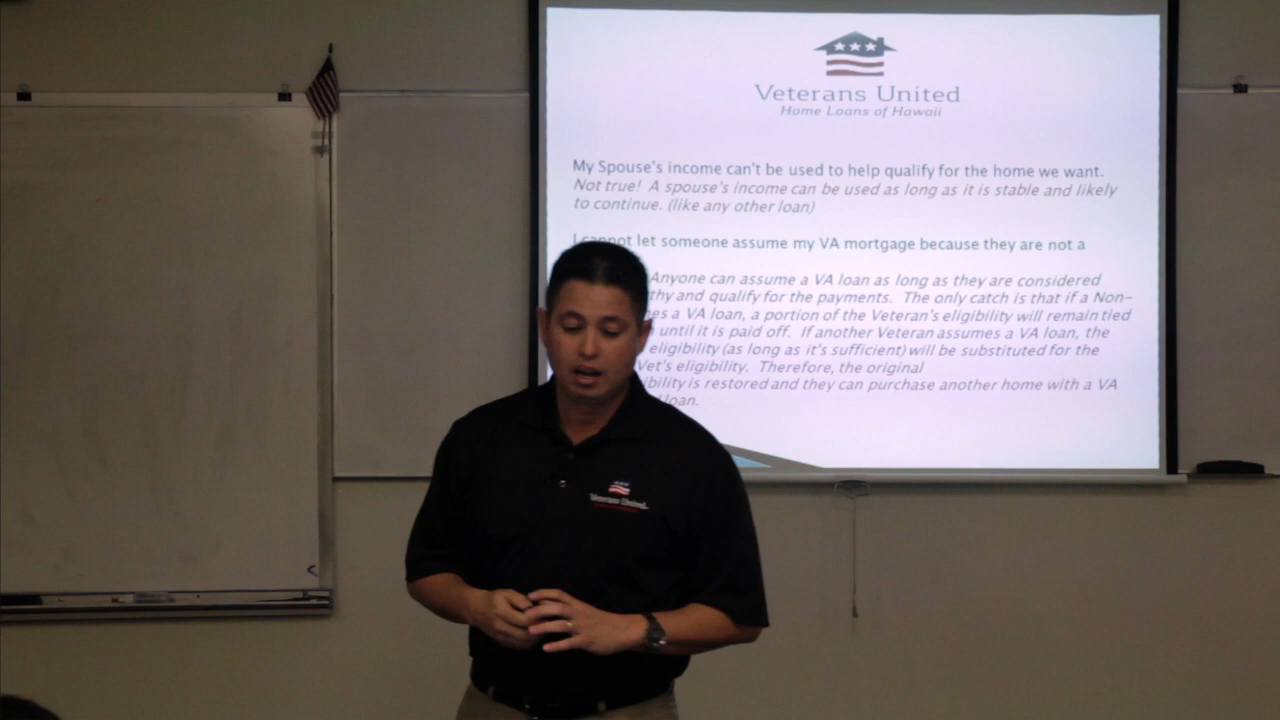 Veterans United
Home Loans of Hawaii
My Spouse's income can't be used to help qualify for the home we want.
Not true! A spouse's income can be used as long as it is stable and likely
to continue. (like any other loan)
I cannot let someone assume my VA mortgage because they are not a
Anyone can assume a VA loan as long as they are considered
thy and qualify for the payments. The only catch is that if a Non-
es a VA loan, a portion of the Veteran's eligibility will remain tied
until it is paid off. If another Veteran assumes a VA loan, the
eligibility (as long as it's sufficient) will be substituted for the
Vet's eligibility. Therefore, the original
ibility is restored and they can purchase another home with a VA
loan.
Veterans United